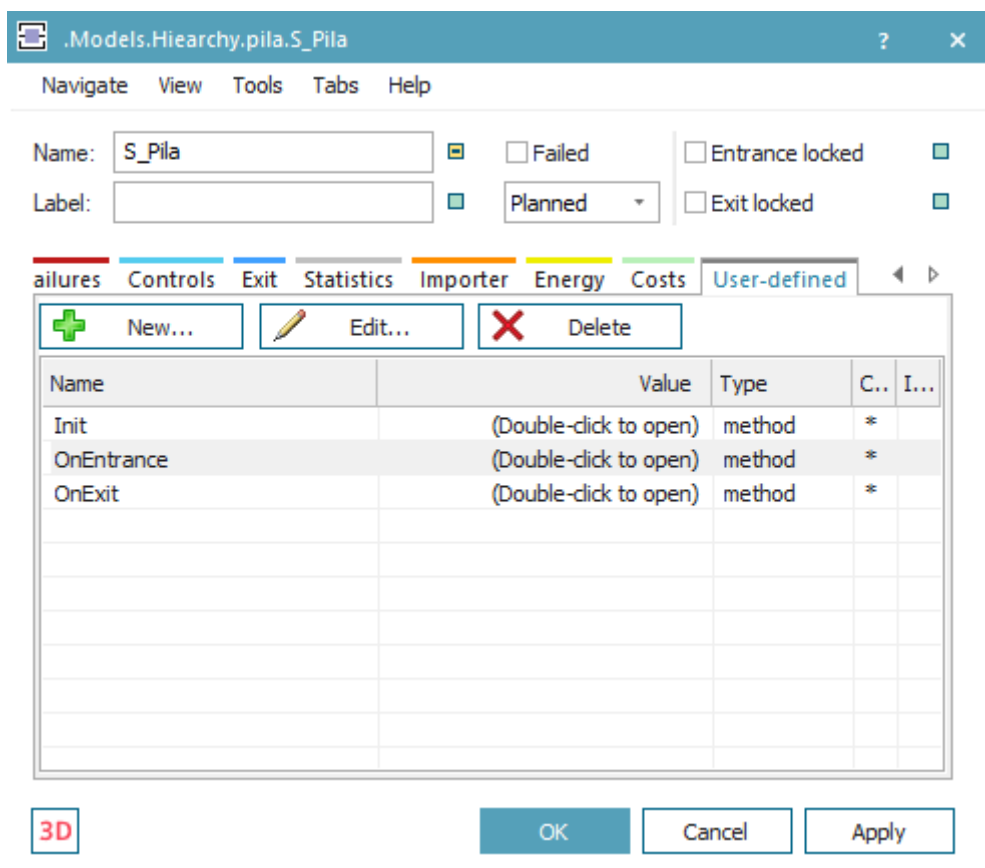 .Models.Hiearchy.pila.S_Pila ? ×
Navigate View Tools Tabs Help
Name: S_Pila Failed Entrance locked
Label: Planned Exit locked
ailures Controls Exit Statistics Importer Energy Costs User-defined
New... Edit... Delete
Name Value Type C.. I...
Init (Double-click to open) method *
OnEntrance (Double-click to open) method *
OnExit (Double-click to open) method *
3D OK Cancel Apply